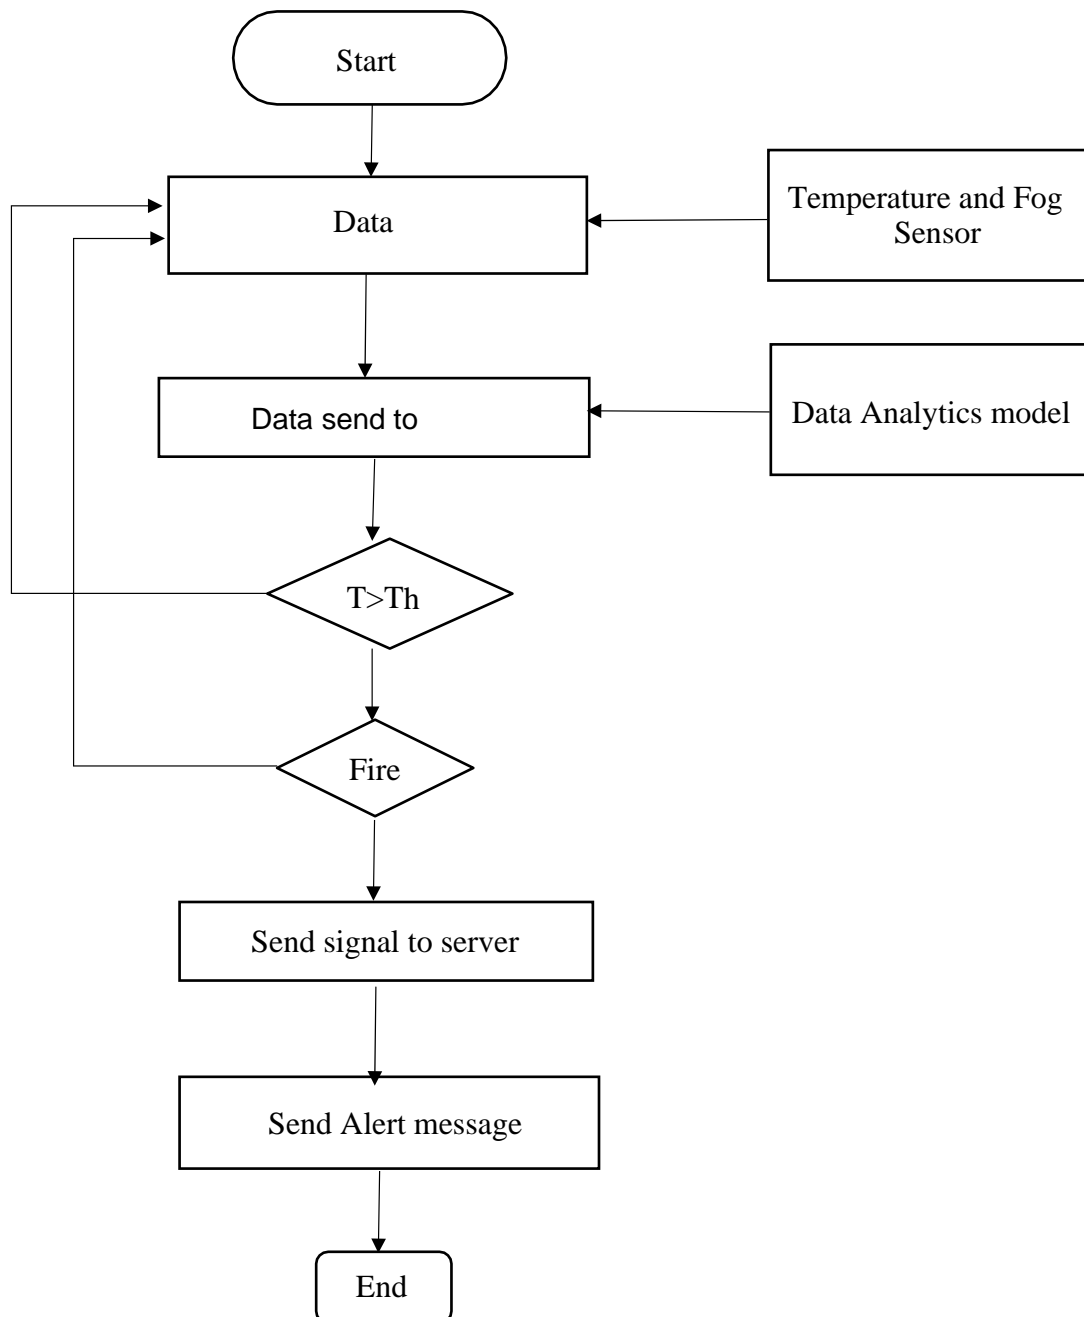 Start
Data
Temperature and Fog
Sensor
Data send to
Data Analytics model
T>Th
Fire
Send signal to server
Send Alert message
End